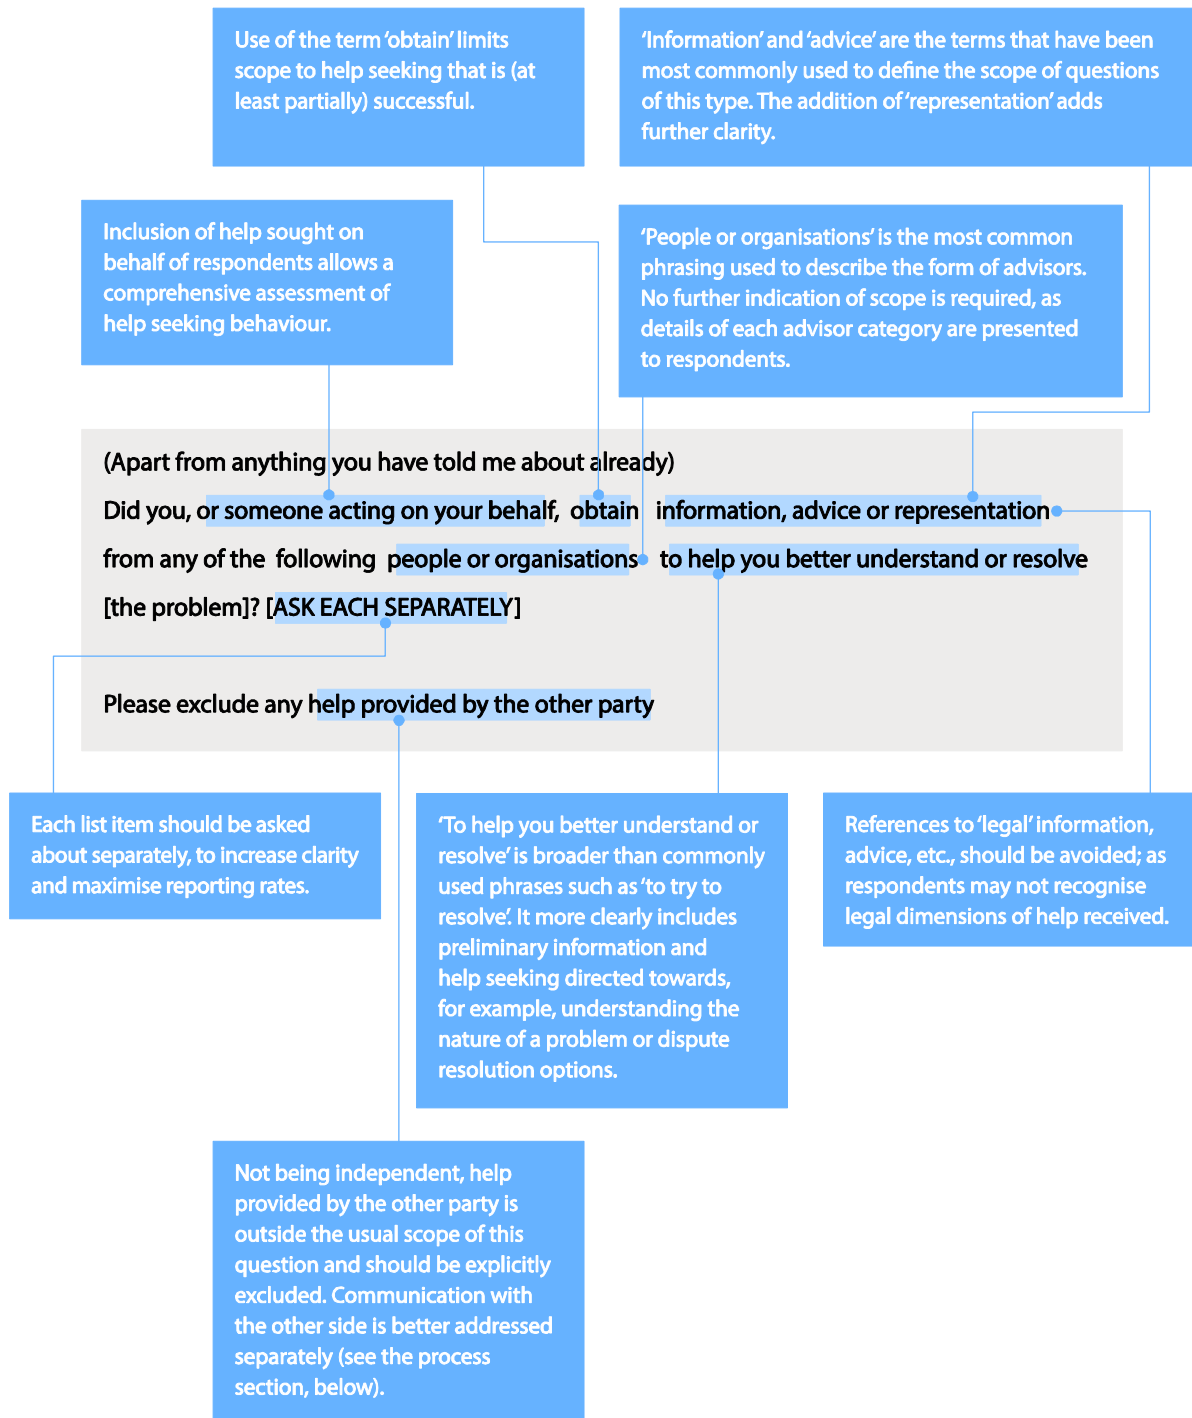 Use of the term ‘obtain’ limits
scope to help seeking that is (at
least partially) successful.
‘Information’ and ‘advice’ are the terms that have been
most commonly used to define the scope of questions
of this type. The addition of ‘representation’ adds
further clarity.
Inclusion of help sought on
behalf of respondents allows a
comprehensive assessment of
help seeking behaviour.
‘People or organisations’ is the most common
phrasing used to describe the form of advisors.
No further indication of scope is required, as
details of each advisor category are presented
to respondents.
(Apart from anything you have told me about already)
Did you, or someone acting on your behalf, obtain information, advice or representation
from any of the following people or organisations to help you better understand or resolve
[the problem]? [ASK EACH SEPARATELY]
Please exclude any help provided by the other party
Each list item should be asked
about separately, to increase clarity
and maximise reporting rates.
‘To help you better understand or
resolve’ is broader than commonly
used phrases such as ‘to try to
resolve’. It more clearly includes
preliminary information and
help seeking directed towards,
for example, understanding the
nature of a problem or dispute
resolution options.
References to ‘legal’ information,
advice, etc., should be avoided; as
respondents may not recognise
legal dimensions of help received.
Not being independent, help
provided by the other party is
outside the usual scope of this
question and should be explicitly
excluded. Communication with
the other side is better addressed
separately (see the process
section, below).